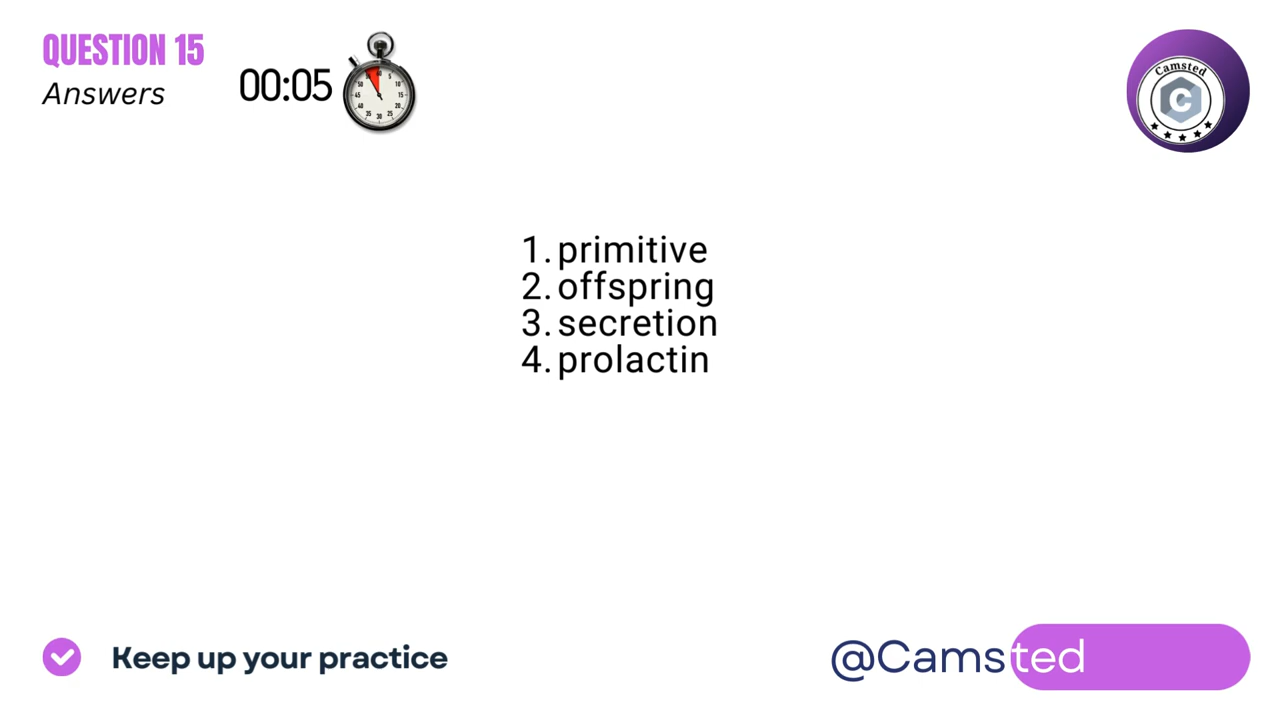 QUESTION 15
Answers
00:05
Camsted
C
1. primitive
2. offspring
3. secretion
4. prolactin
Keep up your practice
@Camsted